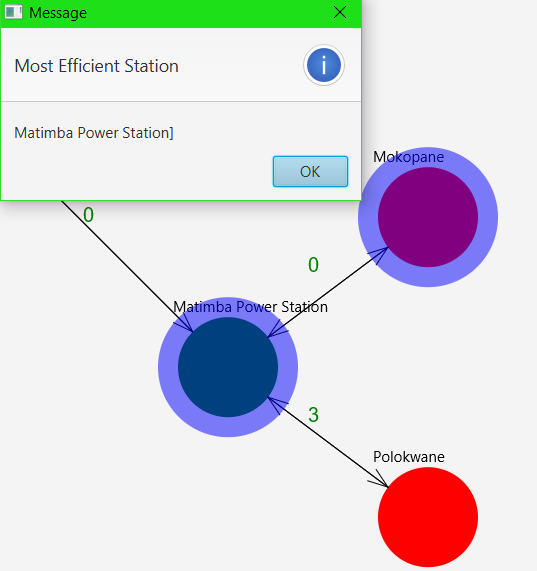 Message
Most Efficient Station
i
Matimba Power Station]
OK
Mokopane
0
0
Matimba Power Station
3
Polokwane